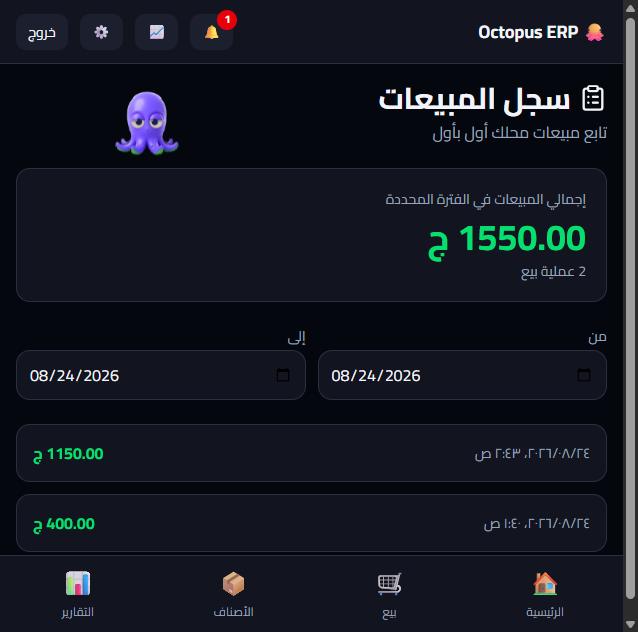 Octopus ERP
1
خروج
سجل المبيعات
تابع مبيعات محلك أول بأول
إجمالي المبيعات في الفترة المحددة
1550.00 ج
2 عملية بيع
من
إلى
08/24/2026
08/24/2026
٢٠٢٦/٠٨/٢٤، ٢:٤٣ ص
1150.00 ج
٢٠٢٦/٠٨/٢٤، ١:٤٠ ص
400.00 ج
الرئيسية
بيع
الأصناف
التقارير